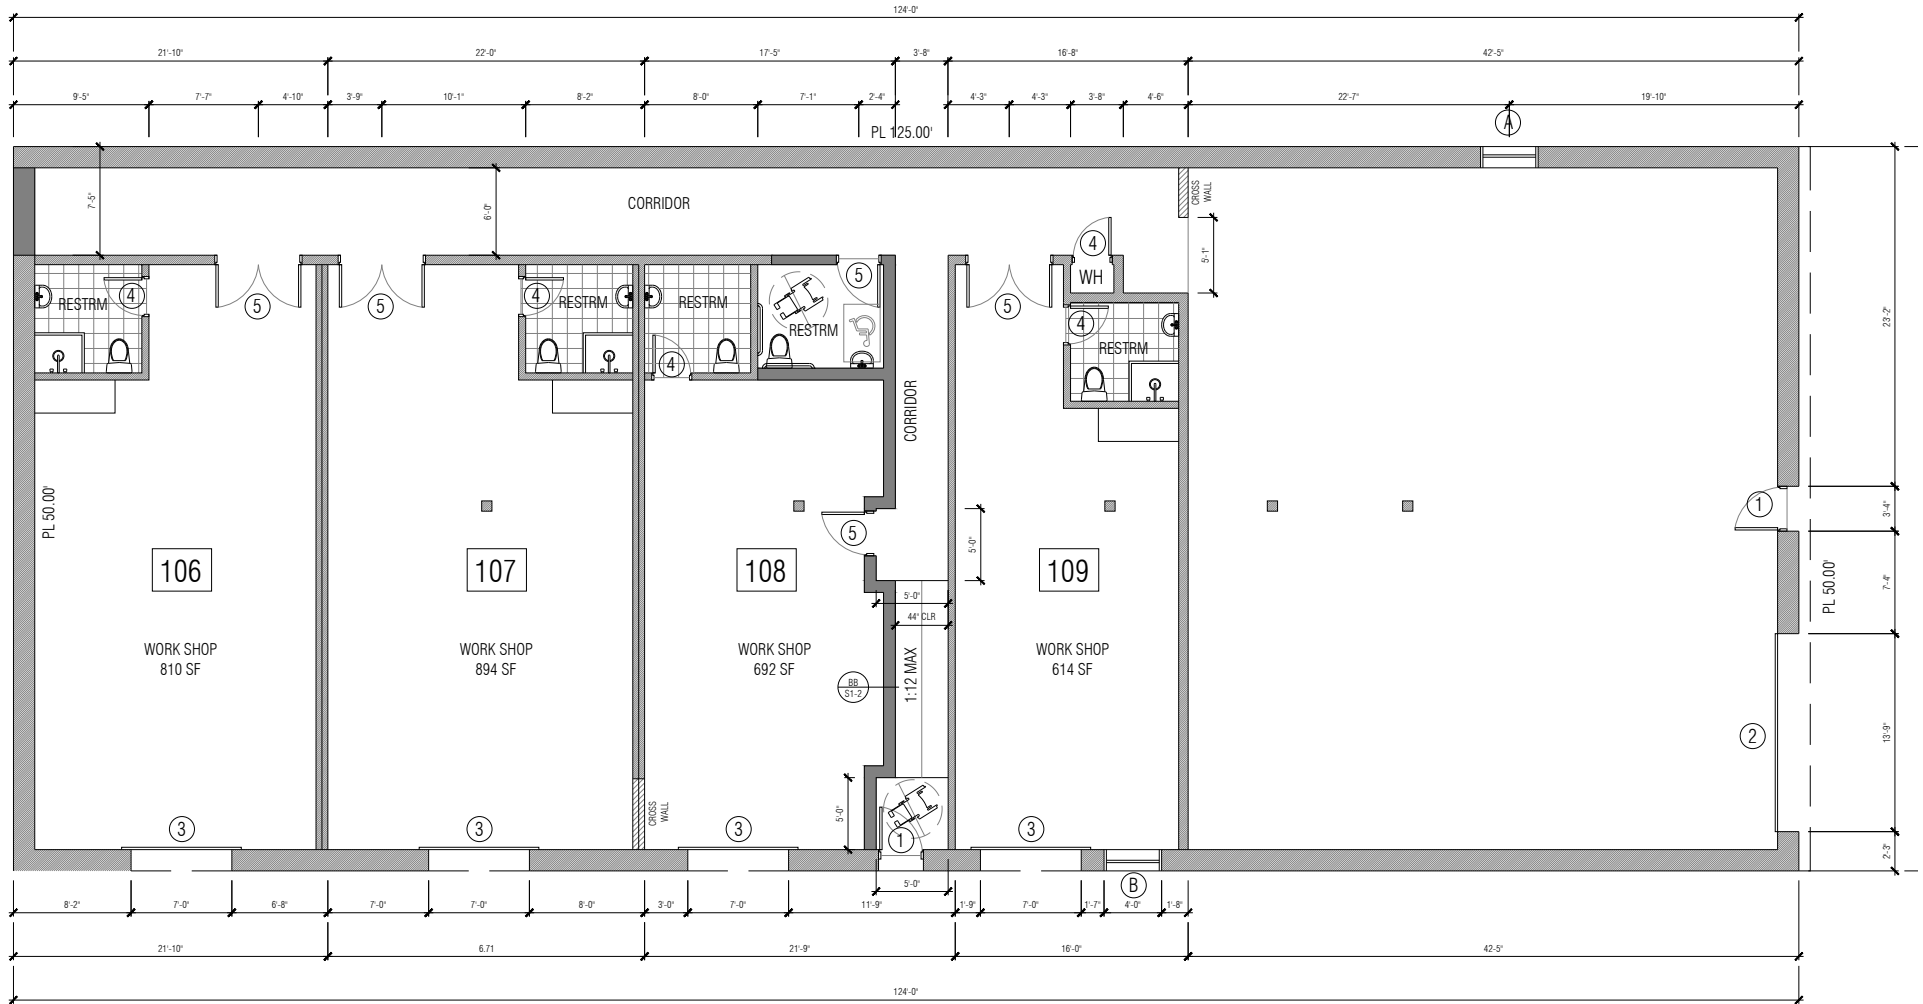 124'-0"
21'-10" 22'-0" 17'-5" 3'-8" 16'-8" 42'-5"
9'-5" 7'-7" 4'-10" 3'-9" 10'-1" 8'-2" 8'-0" 7'-1" 2'-4" 4'-3" 4'-3" 3'-8" 4'-6" 22'-7" 19'-10"
PL 125.00'
A
7'-5"
6'-0"
CORRIDOR
CROSS
WALL
5'-1"
4
WH
5
RESTRM
4
5
5
4
RESTRM
RESTRM
4
RESTRM
5
4
RESTRM
23'-2"
CORRIDOR
PL 50.00'
5
5'-0"
1
3'-4"
106
107
108
109
7'-4"
PL 50.00'
5'-0"
44" CLR
WORK SHOP
810 SF
WORK SHOP
894 SF
WORK SHOP
692 SF
WORK SHOP
614 SF
BB
S1-2
1:12 MAX
2
13'-9"
CROSS
WALL
5'-0"
3
3
3
1
3
2'-3"
5'-0"
B
8'-2" 7'-0" 6'-8" 7'-0" 7'-0" 8'-0" 3'-0" 7'-0" 11'-9" 1'-9" 7'-0" 1'-7" 4'-0" 1'-8"
21'-10" 6.71 21'-9" 16'-0" 42'-5"
124'-0"